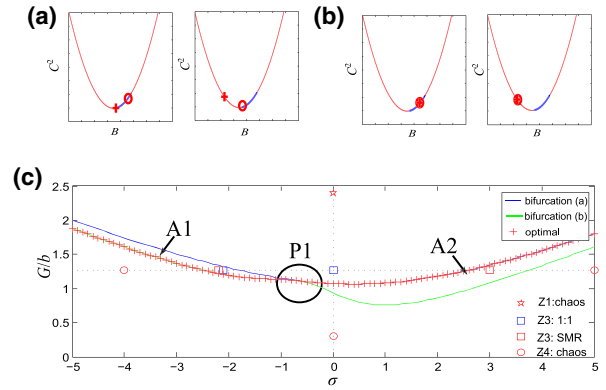 (a)
C²
B
C²
B
(b)
C²
B
C²
B
(c)
G/b
2.5
2
1.5
1
0.5
0
−5 −4 −3 −2 −1 0 1 2 3 4 5
σ
A1
P1
A2
bifurcation (a)
bifurcation (b)
optimal
Z1:chaos
Z3: 1:1
Z3: SMR
Z4: chaos